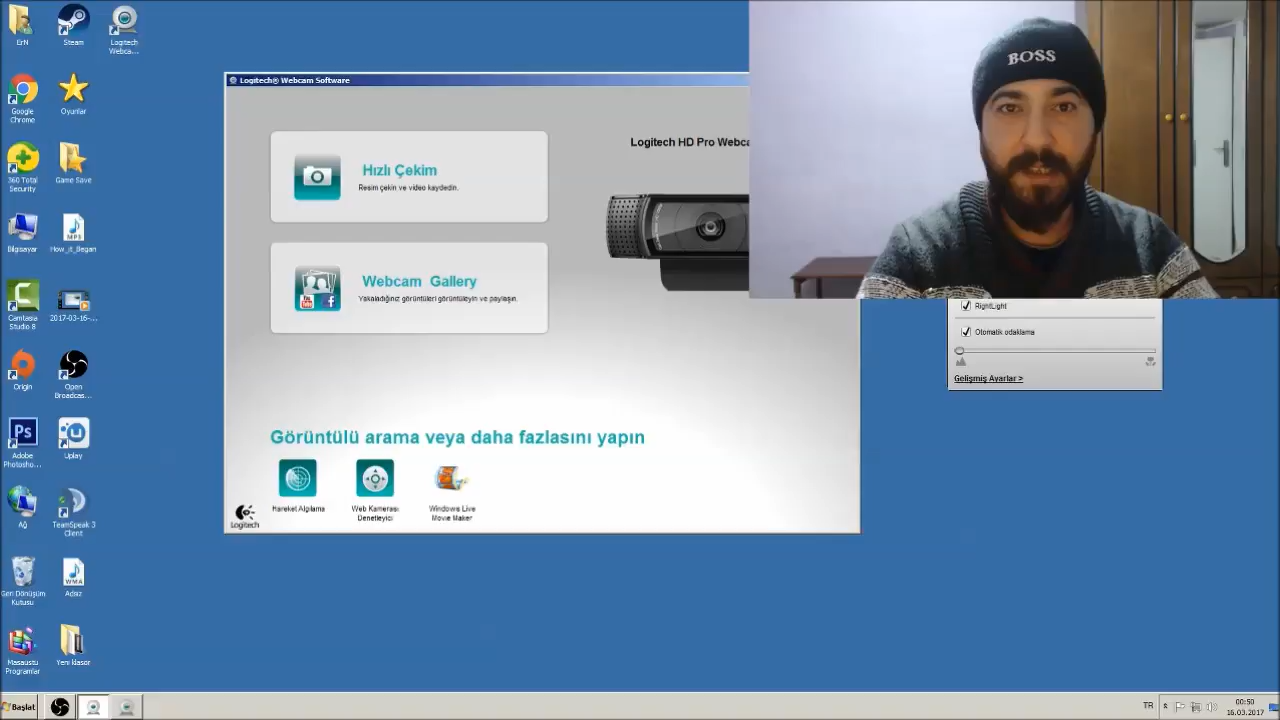 ErN
Steam
Logitech
Webca...
Google
Chrome
Oyunlar
360 Total
Security
Game Save
Bilgisayar
MP3
How_it_Began
Camtasia
Studio 8
2017-03-16-...
Origin
Open
Broadcas...
Ps
Adobe
Photosho...
Uplay
Ağ
TeamSpeak 3
Client
Geri Dönüşüm
Kutusu
WMA
Adsız
Masaüstü
Programlar
Yeni klasör
Logitech® Webcam Software
Hızlı Çekim
Resim çekin ve video kaydedin.
Webcam Gallery
Yakaladığınız görüntüleri görüntüleyin ve paylaşın.
Logitech HD Pro Webca
BOSS
RightLight
Otomatik odaklama
Gelişmiş Ayarlar >
Görüntülü arama veya daha fazlasını yapın
Hareket Algılama
Web Kamerası
Denetleyici
Windows Live
Movie Maker
Logitech
Başlat
TR
00:50
16.03.2017